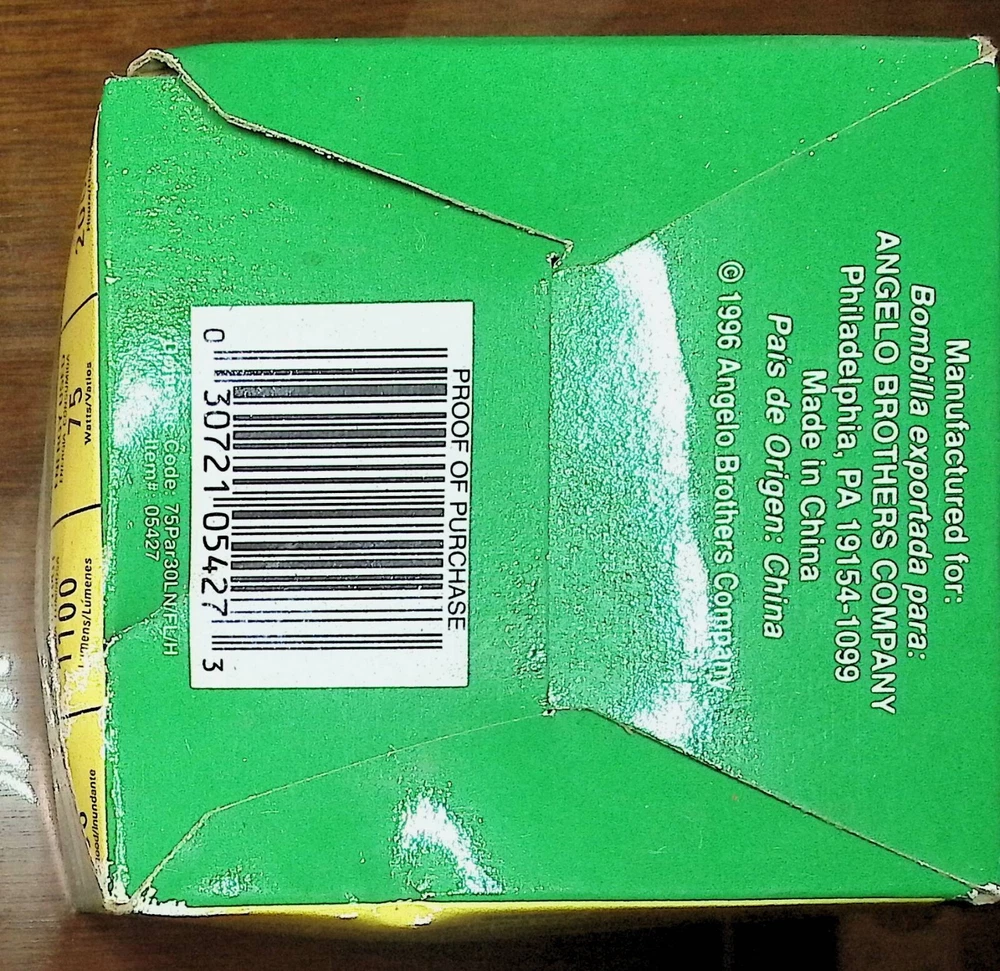 Manufactured for:
Bombilla exportada para:
ANGELO BROTHERS COMPANY
Philadelphia, PA 19154-1099
Made in China
País de Origen: China
© 1996 Angelo Brothers Company
PROOF OF PURCHASE
0 30721 05427 3
Code: 75Par30LN/FL/H
Item#: 05427
75
Watts/Vatios
1100
Lumens/Lúmenes